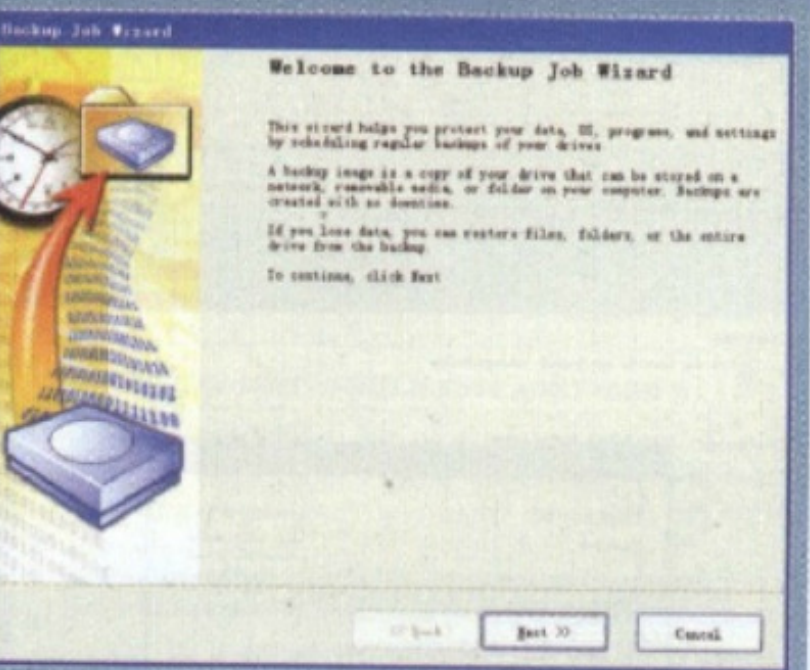 Backup Job Wizard
Welcome to the Backup Job Wizard
This wizard helps you protect your data, OS, programs, and settings
by scheduling regular backups of your drives.
A backup image is a copy of your drive that can be stored on a
network, removable media, or folder on your computer. Backups are
created with no downtime.
If you lose data, you can restore files, folders, or the entire
drive from the backup.
To continue, click Next
<< Back
Next >>
Cancel